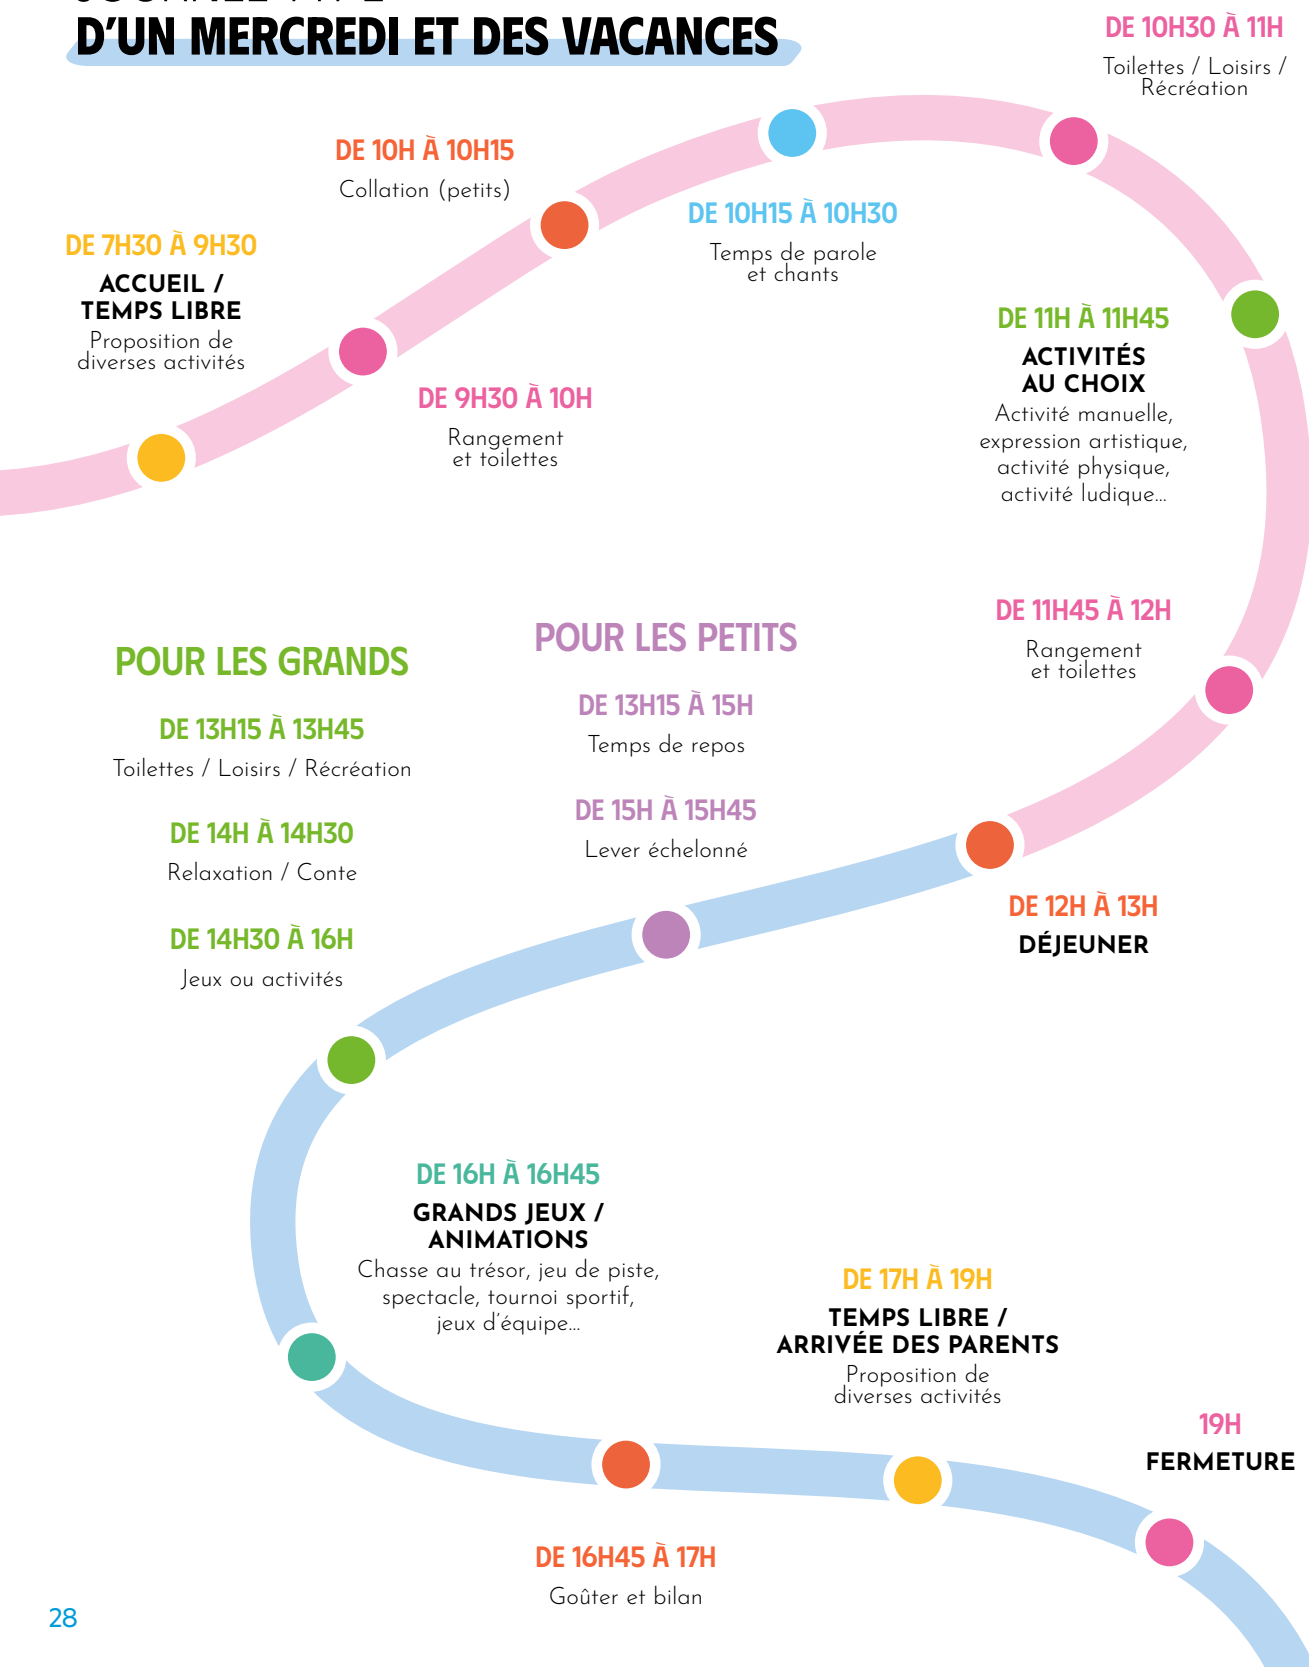 JOURNÉE TYPE
D'UN MERCREDI ET DES VACANCES
DE 7H30 À 9H30
ACCUEIL /
TEMPS LIBRE
Proposition de
diverses activités
DE 9H30 À 10H
Rangement
et toilettes
DE 10H À 10H15
Collation (petits)
DE 10H15 À 10H30
Temps de parole
et chants
DE 10H30 À 11H
Toilettes / Loisirs /
Récréation
DE 11H À 11H45
ACTIVITÉS
AU CHOIX
Activité manuelle,
expression artistique,
activité physique,
activité ludique...
DE 11H45 À 12H
Rangement
et toilettes
DE 12H À 13H
DÉJEUNER
POUR LES PETITS
DE 13H15 À 15H
Temps de repos
DE 15H À 15H45
Lever échelonné
POUR LES GRANDS
DE 13H15 À 13H45
Toilettes / Loisirs / Récréation
DE 14H À 14H30
Relaxation / Conte
DE 14H30 À 16H
Jeux ou activités
DE 16H À 16H45
GRANDS JEUX /
ANIMATIONS
Chasse au trésor, jeu de piste,
spectacle, tournoi sportif,
jeux d'équipe...
DE 16H45 À 17H
Goûter et bilan
DE 17H À 19H
TEMPS LIBRE /
ARRIVÉE DES PARENTS
Proposition de
diverses activités
19H
FERMETURE
28